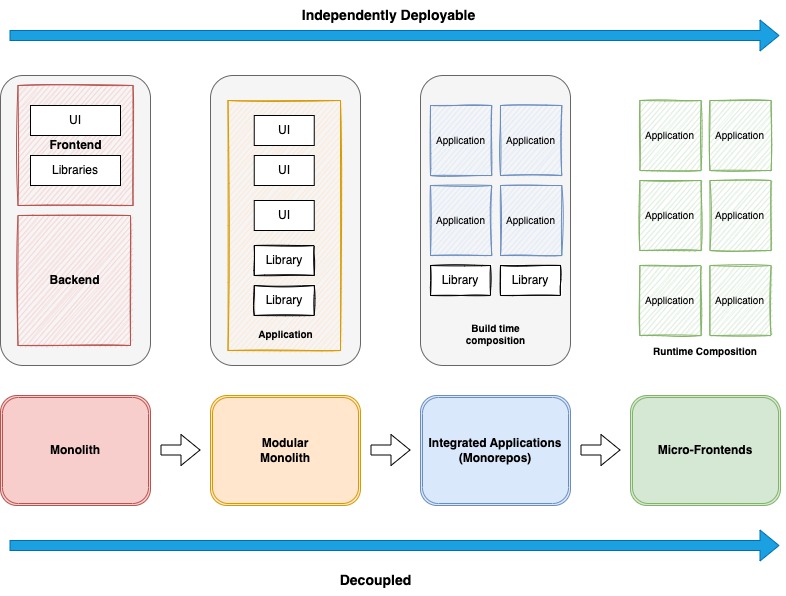 Independently Deployable
UI
Frontend
Libraries
Backend
UI
UI
UI
Library
Library
Application
Application
Application
Application
Application
Library
Library
Build time
composition
Application
Application
Application
Application
Application
Application
Runtime Composition
Monolith
Modular
Monolith
Integrated Applications
(Monorepos)
Micro-Frontends
Decoupled